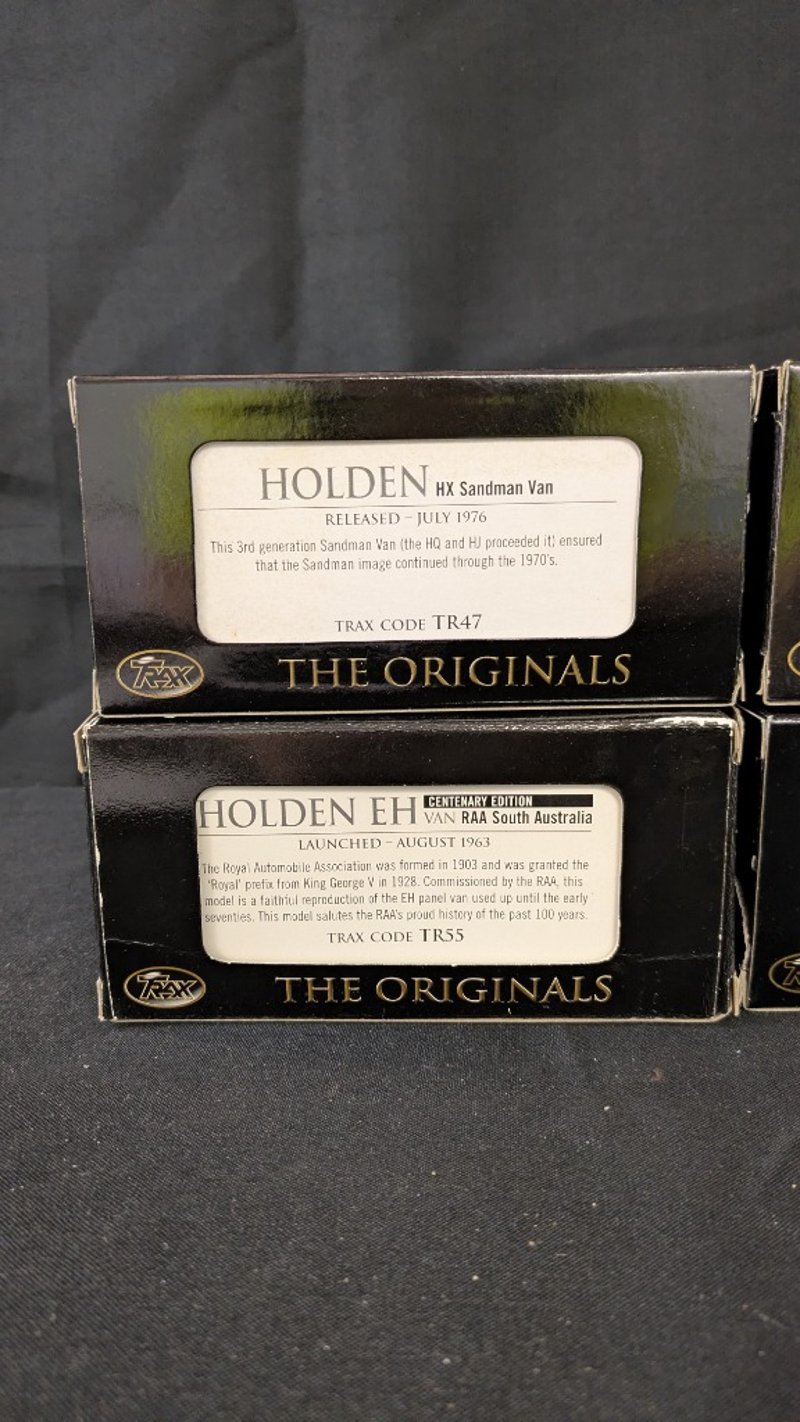 HOLDEN HX Sandman Van
RELEASED – JULY 1976
This 3rd generation Sandman Van (the HQ and HJ proceeded it) ensured
that the Sandman image continued through the 1970's.
TRAX CODE TR47
TRAX THE ORIGINALS
HOLDEN EH CENTENARY EDITION
VAN RAA South Australia
LAUNCHED – AUGUST 1963
The Royal Automobile Association was formed in 1903 and was granted the
'Royal' prefix from King George V in 1928. Commissioned by the RAA, this
model is a faithful reproduction of the EH panel van used up until the early
seventies. This model salutes the RAA's proud history of the past 100 years.
TRAX CODE TR55
TRAX THE ORIGINALS